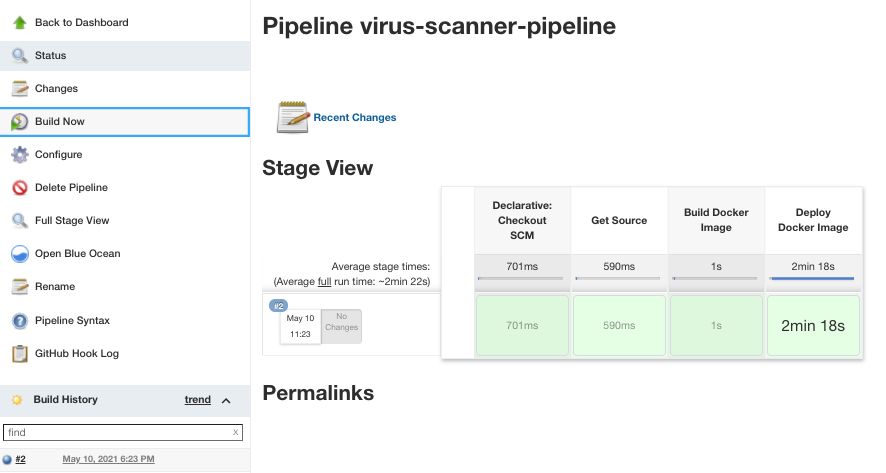 Back to Dashboard
Status
Changes
Build Now
Configure
Delete Pipeline
Full Stage View
Open Blue Ocean
Rename
Pipeline Syntax
GitHub Hook Log
Build History
trend
find
x
#2
May 10, 2021 6:23 PM
Pipeline virus-scanner-pipeline
Recent Changes
Stage View
Declarative:
Checkout
SCM
Get Source
Build Docker
Image
Deploy
Docker Image
Average stage times:
(Average full run time: ~2min 22s)
701ms
590ms
1s
2min 18s
#2
May 10
11:23
No
Changes
701ms
590ms
1s
2min 18s
Permalinks